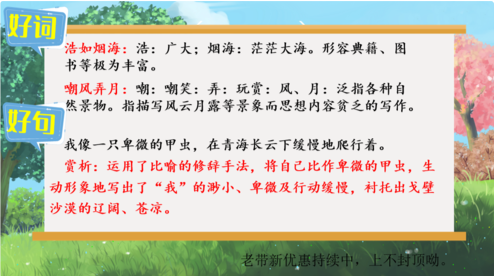 好词
浩如烟海：浩：广大；烟海：茫茫大海。形容典籍、图
书等极为丰富。
嘲风弄月：嘲：嘲笑；弄：玩赏：风、月：泛指各种自
然景物。指描写风云月露等景象而思想内容贫乏的写作。
好句
我像一只卑微的甲虫，在青海长云下缓慢地爬行着。
赏析：运用了比喻的修辞手法，将自己比作卑微的甲虫，生
动形象地写出了“我”的渺小、卑微及行动缓慢，衬托出戈壁
沙漠的辽阔、苍凉。
老带新优惠持续中，上不封顶呦。